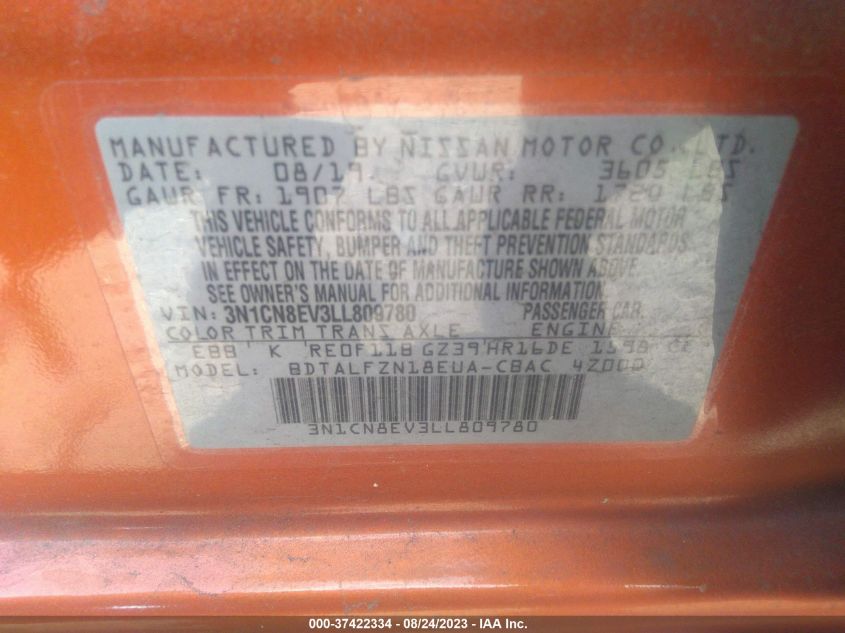 MANUFACTURED BY NISSAN MOTOR CO., LTD.
DATE: 08/19 GVWR: 3605 LBS
GAWR FR: 1907 LBS GAWR RR: 1720 LBS
THIS VEHICLE CONFORMS TO ALL APPLICABLE FEDERAL MOTOR
VEHICLE SAFETY, BUMPER AND THEFT PREVENTION STANDARDS
IN EFFECT ON THE DATE OF MANUFACTURE SHOWN ABOVE.
SEE OWNER'S MANUAL FOR ADDITIONAL INFORMATION.
VIN: 3N1CN8EV3LL809780 PASSENGER CAR.
COLOR TRIM TRANS AXLE ENGINE
EBB K RE0F11B GZ39 HR16DE 1598 CC
MODEL: BDTALFZN18EUA-CBAC 4Z000
3N1CN8EV3LL809780
000-37422334 - 08/24/2023 - IAA Inc.